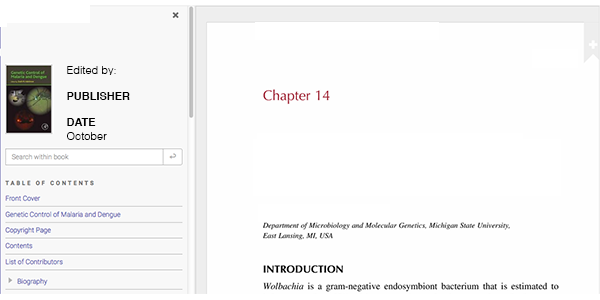 ×
Genetic Control of
Malaria and Dengue
Edited by:
PUBLISHER
DATE
October
Search within book
TABLE OF CONTENTS
Front Cover
Genetic Control of Malaria and Dengue
Copyright Page
Contents
List of Contributors
Biography
Chapter 14
Department of Microbiology and Molecular Genetics, Michigan State University,
East Lansing, MI, USA
INTRODUCTION
Wolbachia is a gram-negative endosymbiont bacterium that is estimated to